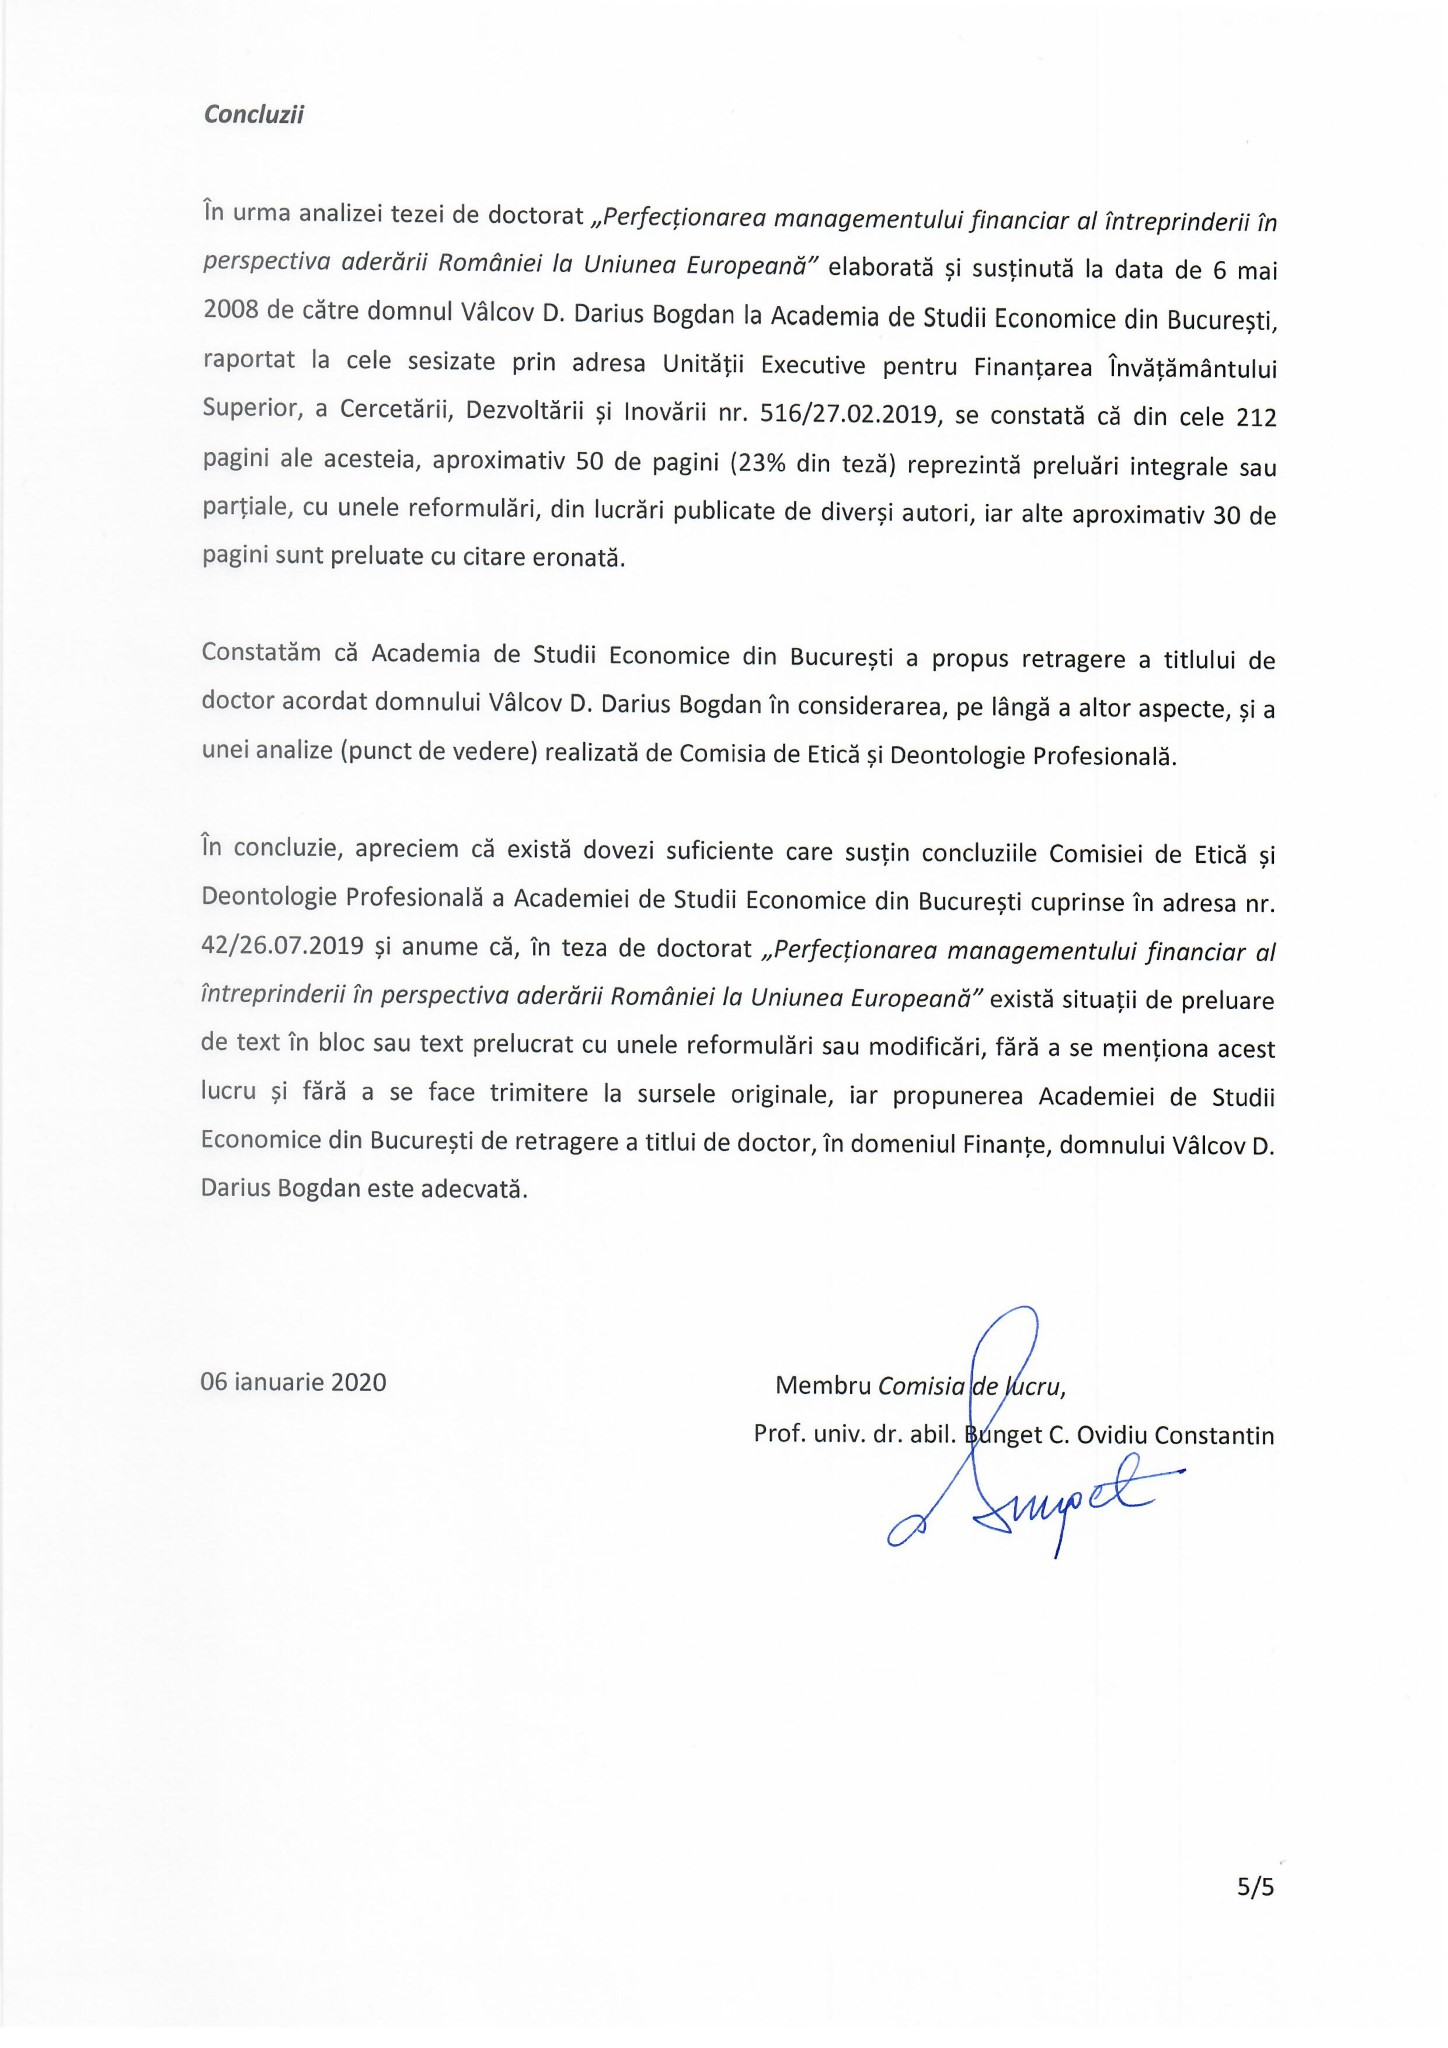 Concluzii
În urma analizei tezei de doctorat „Perfecționarea managementului financiar al întreprinderii în
perspectiva aderării României la Uniunea Europeană” elaborată și susținută la data de 6 mai
2008 de către domnul Vâlcov D. Darius Bogdan la Academia de Studii Economice din București,
raportat la cele sesizate prin adresa Unității Executive pentru Finanțarea Învățământului
Superior, a Cercetării, Dezvoltării și Inovării nr. 516/27.02.2019, se constată că din cele 212
pagini ale acesteia, aproximativ 50 de pagini (23% din teză) reprezintă preluări integrale sau
parțiale, cu unele reformulări, din lucrări publicate de diverși autori, iar alte aproximativ 30 de
pagini sunt preluate cu citare eronată.
Constatăm că Academia de Studii Economice din București a propus retragere a titlului de
doctor acordat domnului Vâlcov D. Darius Bogdan în considerarea, pe lângă a altor aspecte, și a
unei analize (punct de vedere) realizată de Comisia de Etică și Deontologie Profesională.
În concluzie, apreciem că există dovezi suficiente care susțin concluziile Comisiei de Etică și
Deontologie Profesională a Academiei de Studii Economice din București cuprinse în adresa nr.
42/26.07.2019 și anume că, în teza de doctorat „Perfecționarea managementului financiar al
întreprinderii în perspectiva aderării României la Uniunea Europeană” există situații de preluare
de text în bloc sau text prelucrat cu unele reformulări sau modificări, fără a se menționa acest
lucru și fără a se face trimitere la sursele originale, iar propunerea Academiei de Studii
Economice din București de retragere a titlui de doctor, în domeniul Finanțe, domnului Vâlcov D.
Darius Bogdan este adecvată.
06 ianuarie 2020
Membru Comisia de lucru,
Prof. univ. dr. abil. Bunget C. Ovidiu Constantin
5/5